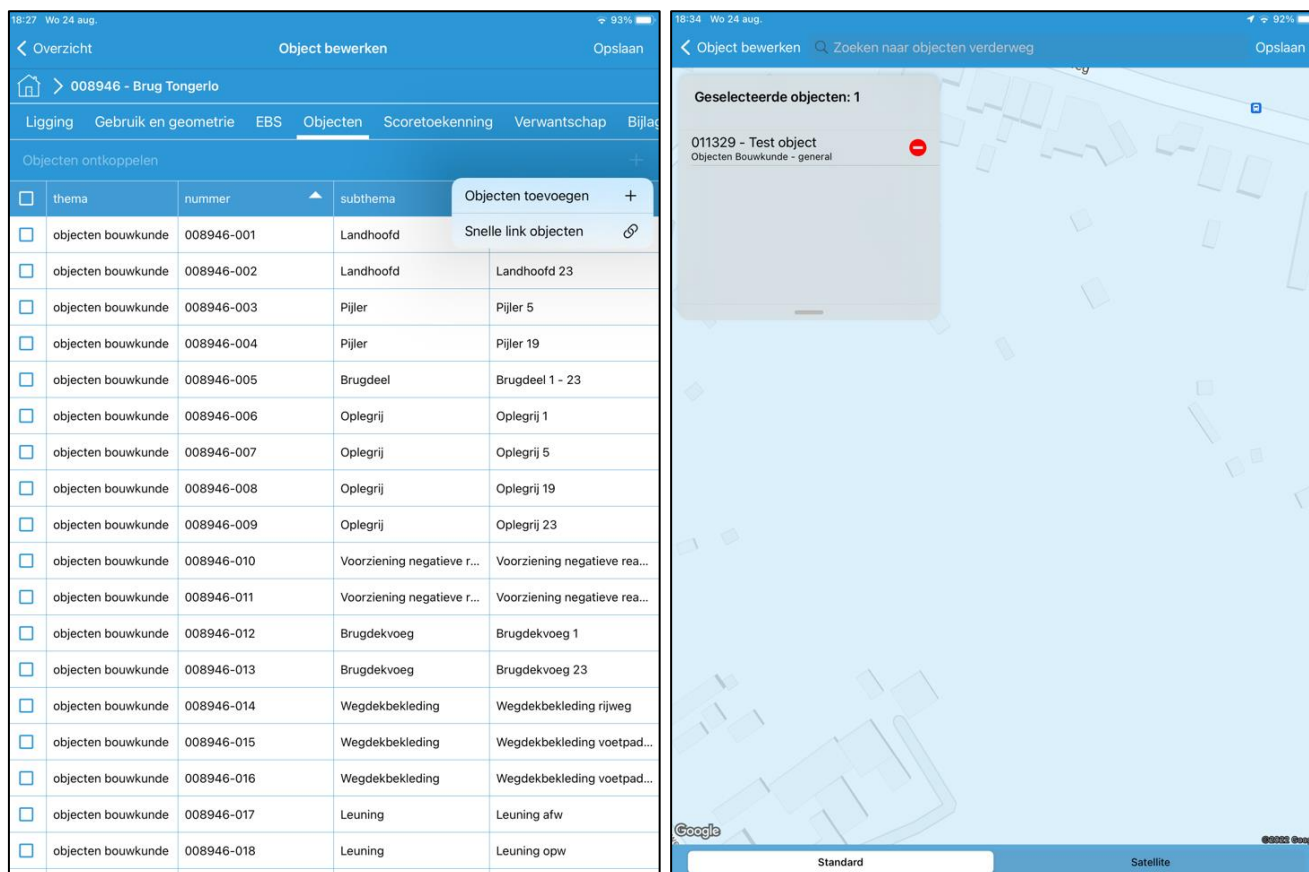 18:27 Wo 24 aug. 93%
Overzicht Object bewerken Opslaan
008946 - Brug Tongerlo
Ligging Gebruik en geometrie EBS Objecten Scoretoekenning Verwantschap Bijlag
Objecten ontkoppelen +
thema nummer subthema
Objecten toevoegen +
Snelle link objecten
objecten bouwkunde 008946-001 Landhoofd
objecten bouwkunde 008946-002 Landhoofd Landhoofd 23
objecten bouwkunde 008946-003 Pijler Pijler 5
objecten bouwkunde 008946-004 Pijler Pijler 19
objecten bouwkunde 008946-005 Brugdeel Brugdeel 1 - 23
objecten bouwkunde 008946-006 Oplegrij Oplegrij 1
objecten bouwkunde 008946-007 Oplegrij Oplegrij 5
objecten bouwkunde 008946-008 Oplegrij Oplegrij 19
objecten bouwkunde 008946-009 Oplegrij Oplegrij 23
objecten bouwkunde 008946-010 Voorziening negatieve r... Voorziening negatieve rea...
objecten bouwkunde 008946-011 Voorziening negatieve r... Voorziening negatieve rea...
objecten bouwkunde 008946-012 Brugdekvoeg Brugdekvoeg 1
objecten bouwkunde 008946-013 Brugdekvoeg Brugdekvoeg 23
objecten bouwkunde 008946-014 Wegdekbekleding Wegdekbekleding rijweg
objecten bouwkunde 008946-015 Wegdekbekleding Wegdekbekleding voetpad...
objecten bouwkunde 008946-016 Wegdekbekleding Wegdekbekleding voetpad...
objecten bouwkunde 008946-017 Leuning Leuning afw
objecten bouwkunde 008946-018 Leuning Leuning opw
18:34 Wo 24 aug. 92%
Object bewerken Zoeken naar objecten verderweg Opslaan
Geselecteerde objecten: 1
011329 - Test object
Objecten Bouwkunde - general
Google
©2022 Goog
Standard Satellite